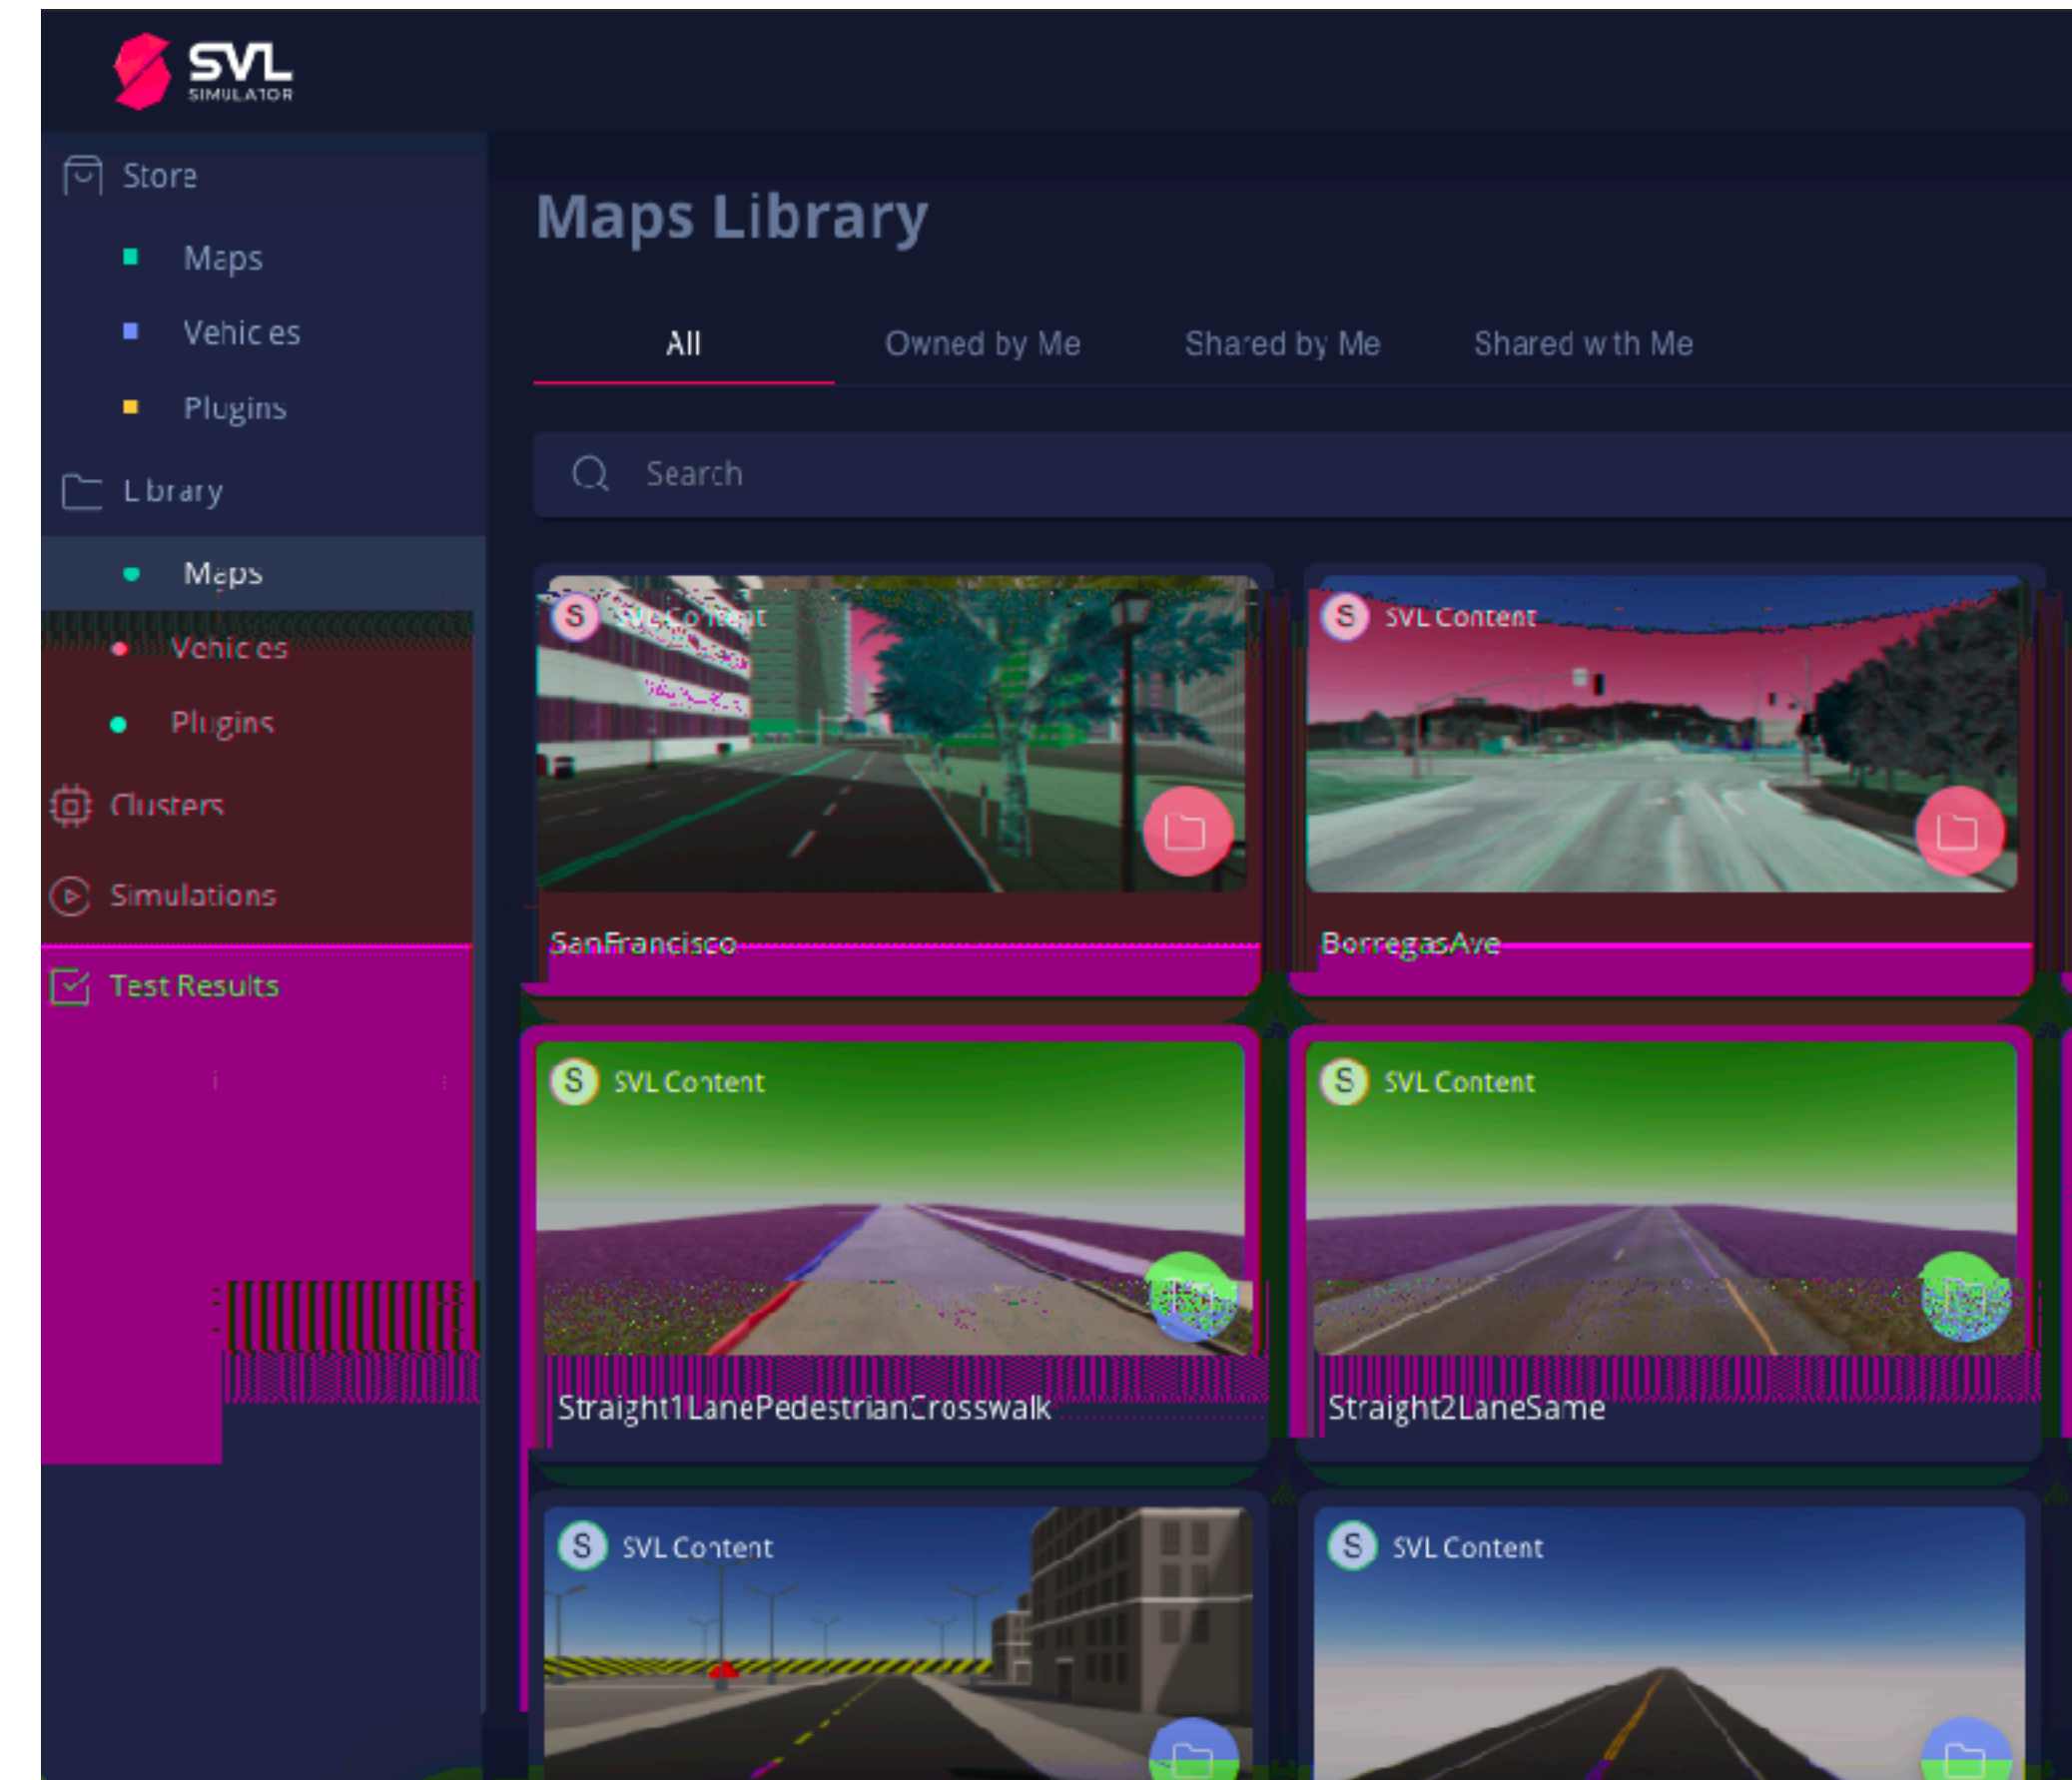 SVL
SIMULATOR
Store
Maps
Vehicles
Plugins
Library
Maps
Vehicles
Plugins
Clusters
Simulations
Test Results
Maps Library
All Owned by Me Shared by Me Shared with Me
Search
S SVL Content S SVL Content
SanFrancisco BorregasAve
S SVL Content S SVL Content
Straight1LanePedestrianCrosswalk Straight2LaneSame
S SVL Content S SVL Content